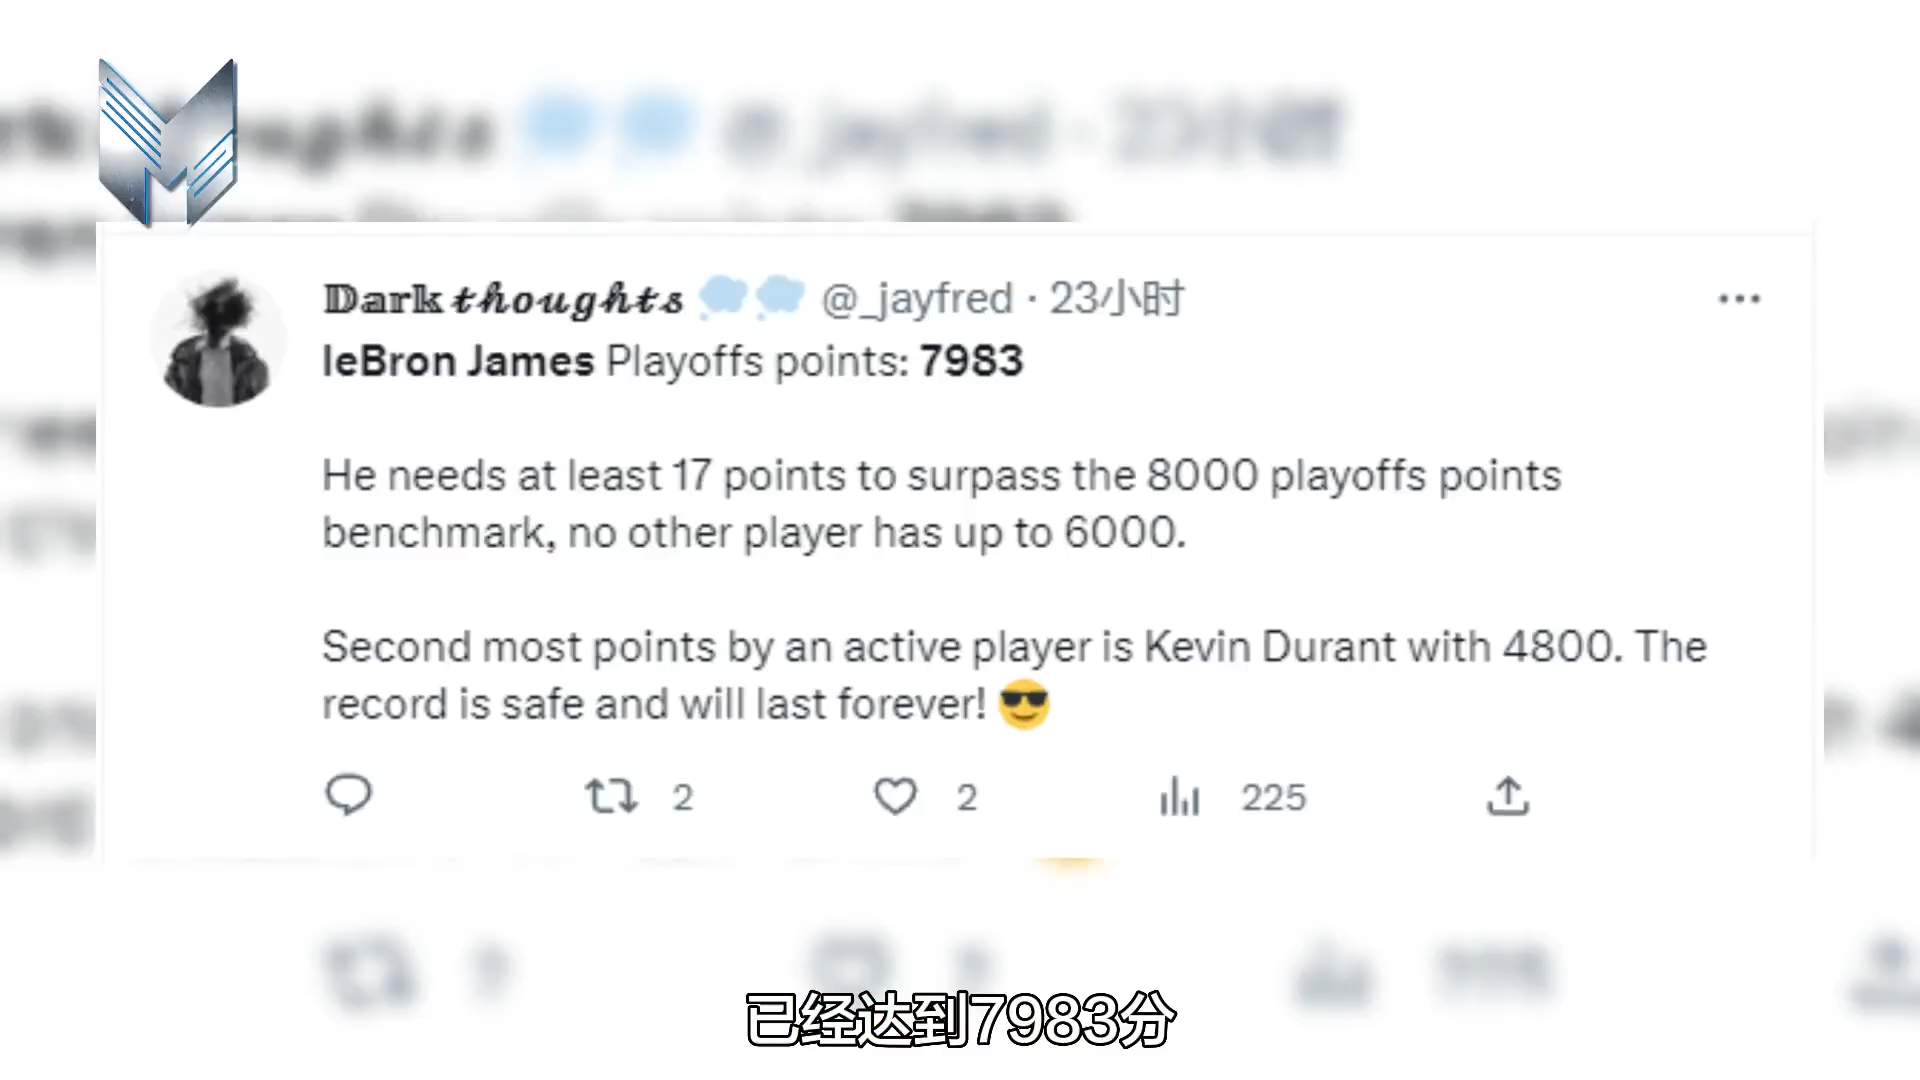 Dark thoughts @_jayfred · 23小时
leBron James Playoffs points: 7983
He needs at least 17 points to surpass the 8000 playoffs points
benchmark, no other player has up to 6000.
Second most points by an active player is Kevin Durant with 4800. The
record is safe and will last forever! 😎
2
2
225
已经达到7983分